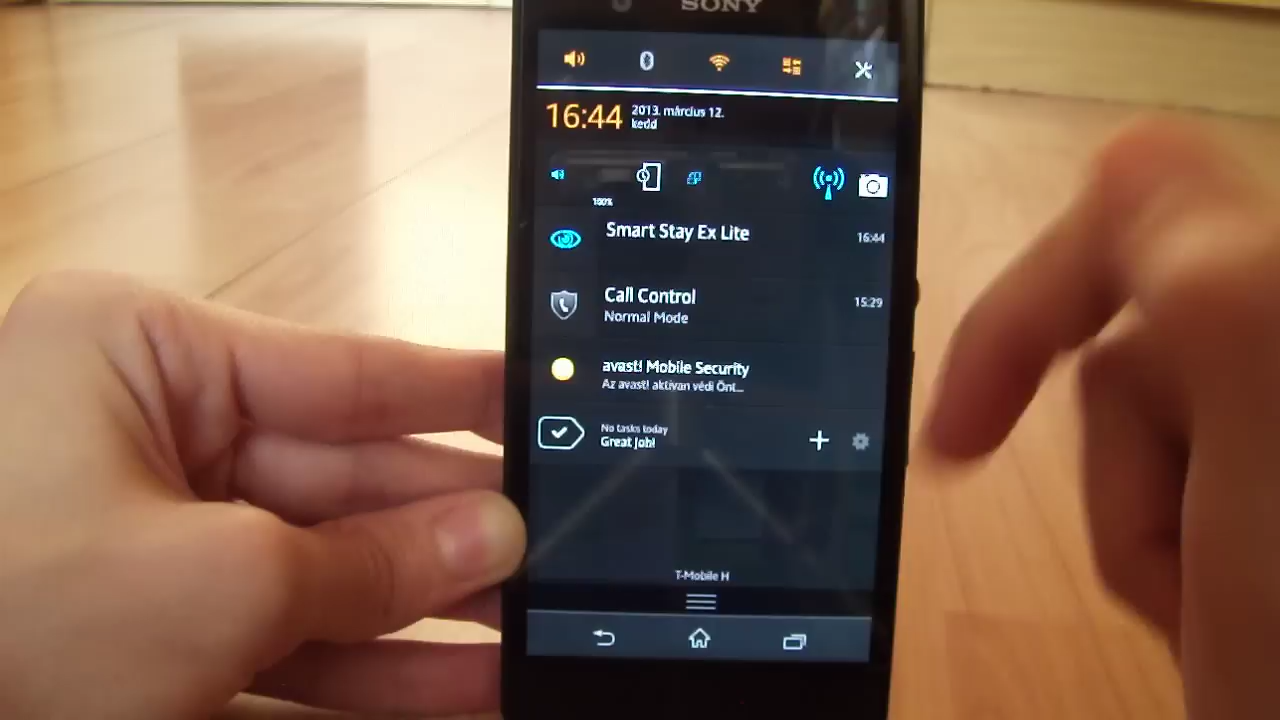 SONY
16:44
2013. március 12.
kedd
100%
Smart Stay Ex Lite
16:44
Call Control
15:29
Normal Mode
avast! Mobile Security
Az avast! aktívan védi Önt...
No tasks today
Great job!
T-Mobile H